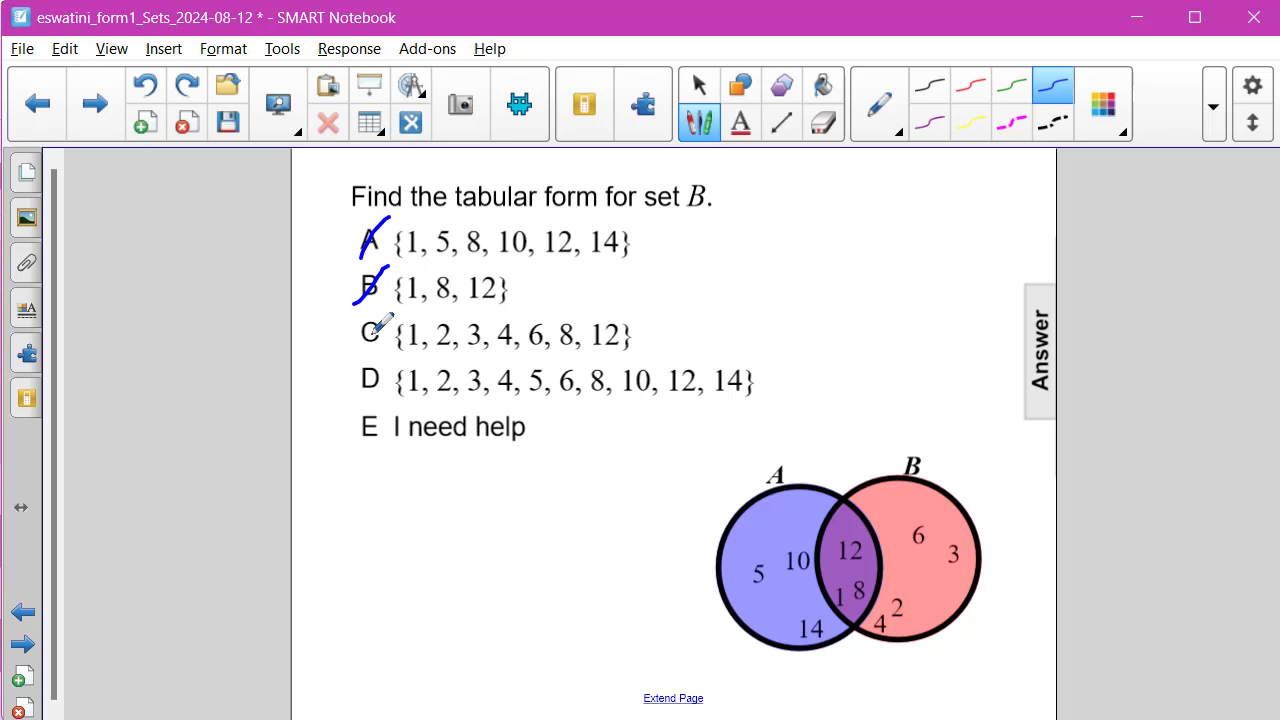 eswatini_form1_Sets_2024-08-12 * - SMART Notebook
File Edit View Insert Format Tools Response Add-ons Help
Find the tabular form for set B.
A {1, 5, 8, 10, 12, 14}
B {1, 8, 12}
C {1, 2, 3, 4, 6, 8, 12}
D {1, 2, 3, 4, 5, 6, 8, 10, 12, 14}
E I need help
Answer
A B
6
12 3
10
5
8
1
2
4
14
Extend Page